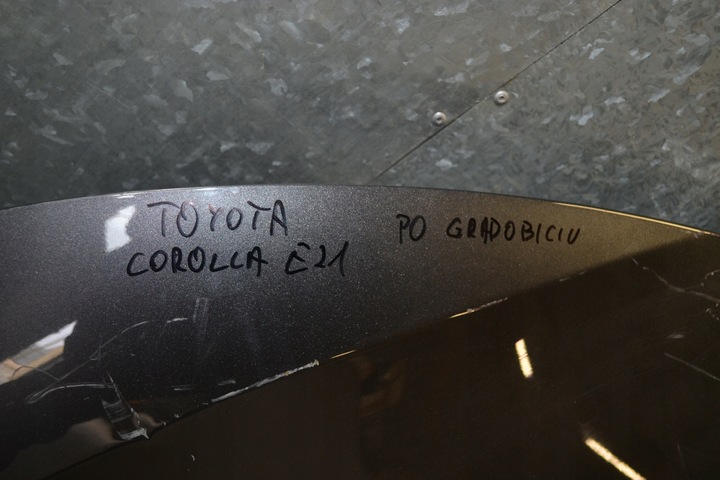 TOYOTA
COROLLA E21
PO GRADOBICIU